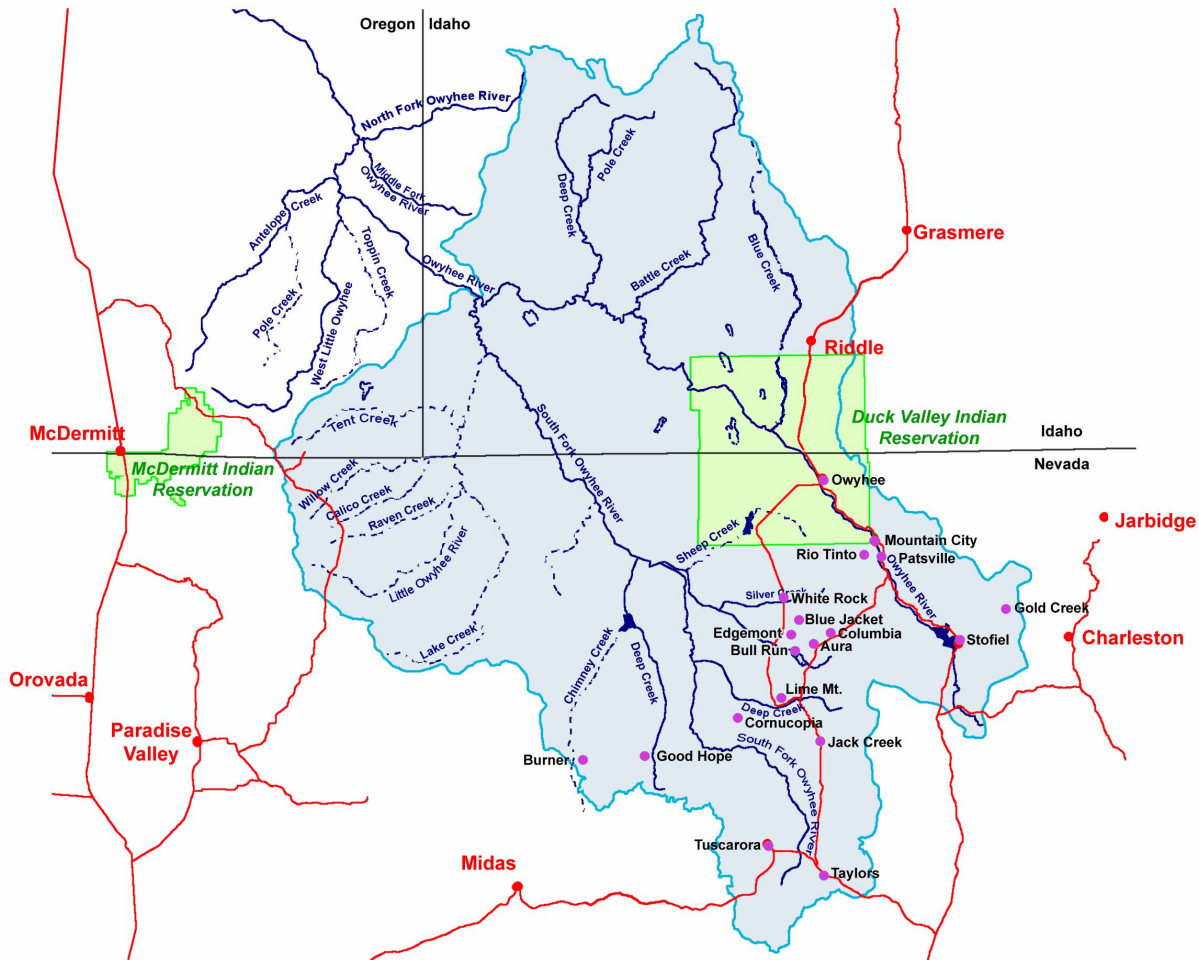 Oregon
Idaho
North Fork Owyhee River
Middle Fork
Owyhee River
Pole Creek
Deep Creek
Antelope Creek
Toppin Creek
Owyhee River
Battle Creek
Blue Creek
Grasmere
Pole Creek
West Little Owyhee
Riddle
Tent Creek
South Fork Owyhee River
Duck Valley Indian
Reservation
McDermitt
Idaho
Nevada
McDermitt Indian
Reservation
Willow Creek
Calico Creek
Raven Creek
Owyhee
Little Owyhee River
Sheep Creek
Jarbidge
Mountain City
Rio Tinto
Patsville
Owyhee River
Silver Creek
White Rock
Gold Creek
Blue Jacket
Edgemont
Columbia
Bull Run
Aura
Stofiel
Charleston
Lake Creek
Chimney Creek
Deep Creek
Orovada
Lime Mt.
Deep Creek
Cornucopia
Paradise
Valley
South Fork Owyhee River
Jack Creek
Burner
Good Hope
Tuscarora
Midas
Taylors